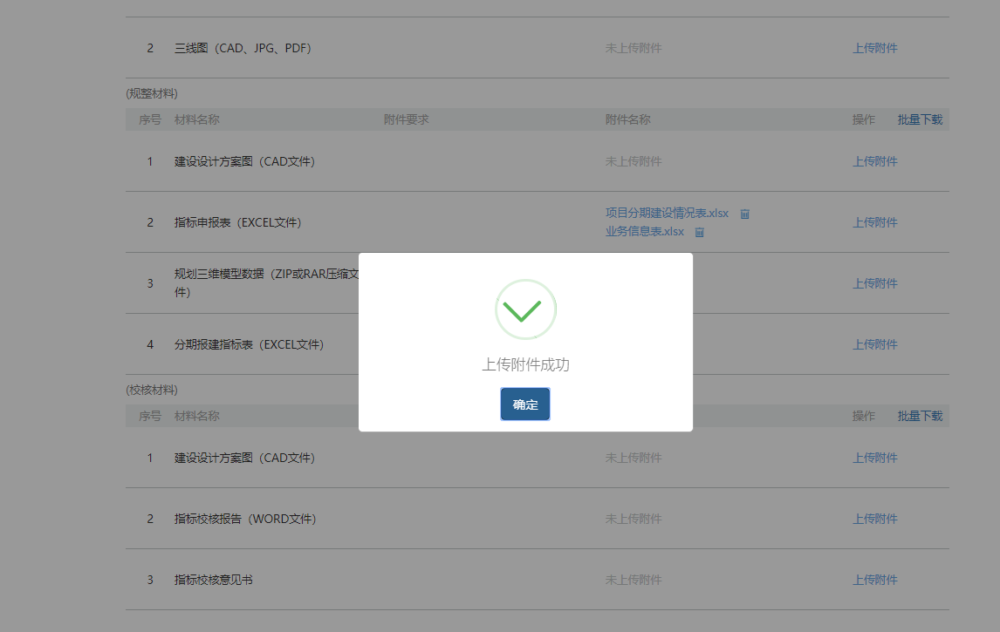 2 三线图（CAD、JPG、PDF） 未上传附件 上传附件
(规整材料)
序号 材料名称 附件要求 附件名称 操作 批量下载
1 建设设计方案图（CAD文件） 未上传附件 上传附件
2 指标申报表（EXCEL文件） 项目分期建设情况表.xlsx 上传附件
业务信息表.xlsx
3 规划三维模型数据（ZIP或RAR压缩文件） 上传附件
4 分期报建指标表（EXCEL文件） 上传附件
上传附件成功
确定
(校核材料)
序号 材料名称 操作 批量下载
1 建设设计方案图（CAD文件） 未上传附件 上传附件
2 指标校核报告（WORD文件） 未上传附件 上传附件
3 指标校核意见书 未上传附件 上传附件